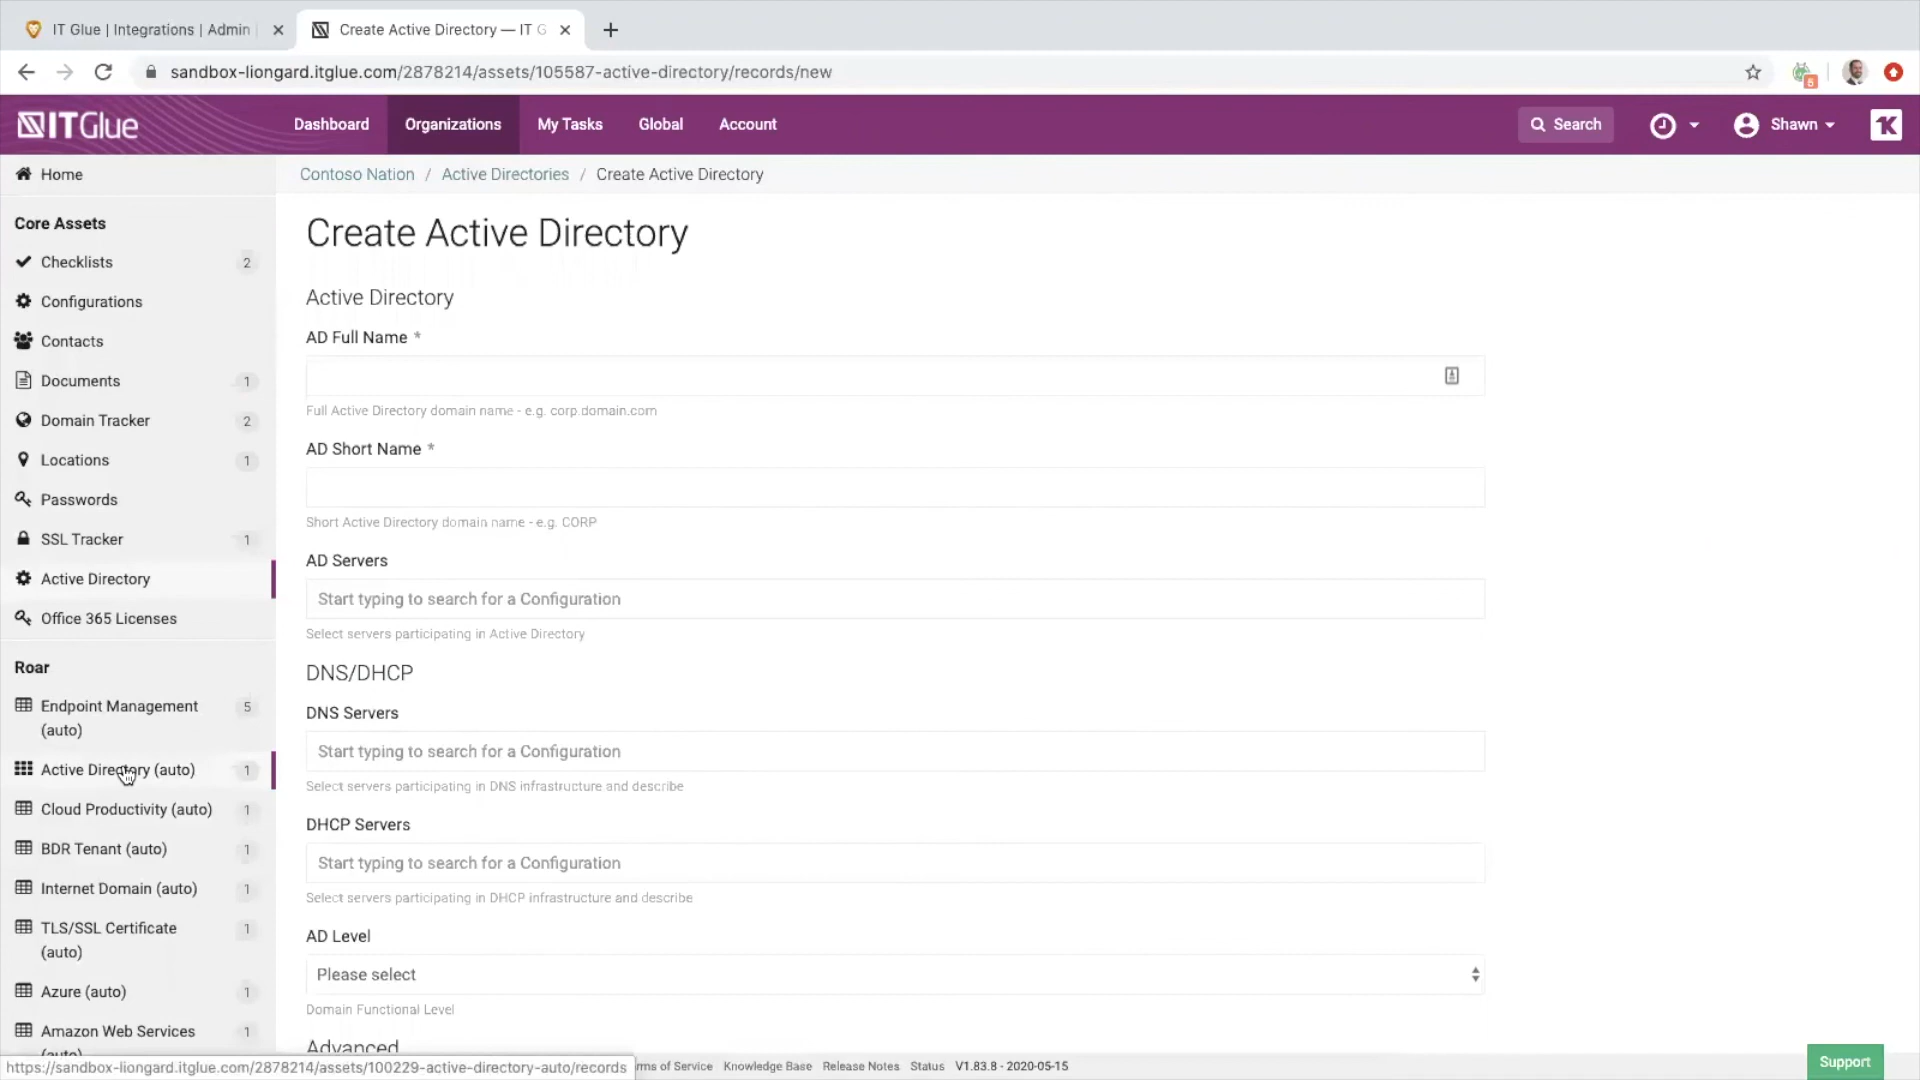 IT Glue | Integrations | Admin
Create Active Directory — IT G
sandbox-liongard.itglue.com/2878214/assets/105587-active-directory/records/new
6
ITGlue
Dashboard
Organizations
My Tasks
Global
Account
Search
Shawn
K
Home
Contoso Nation / Active Directories / Create Active Directory
Core Assets
Checklists 2
Configurations
Contacts
Documents 1
Domain Tracker 2
Locations 1
Passwords
SSL Tracker 1
Active Directory
Office 365 Licenses
Roar
Endpoint Management 5
(auto)
Active Directory (auto) 1
Cloud Productivity (auto) 1
BDR Tenant (auto) 1
Internet Domain (auto) 1
TLS/SSL Certificate 1
(auto)
Azure (auto) 1
Amazon Web Services 1
(auto)
Create Active Directory
Active Directory
AD Full Name *
Full Active Directory domain name - e.g. corp.domain.com
AD Short Name *
Short Active Directory domain name - e.g. CORP
AD Servers
Start typing to search for a Configuration
Select servers participating in Active Directory
DNS/DHCP
DNS Servers
Start typing to search for a Configuration
Select servers participating in DNS infrastructure and describe
DHCP Servers
Start typing to search for a Configuration
Select servers participating in DHCP infrastructure and describe
AD Level
Please select
Domain Functional Level
Advanced
https://sandbox-liongard.itglue.com/2878214/assets/100229-active-directory-auto/records
rms of Service Knowledge Base Release Notes Status V1.83.8 - 2020-05-15
Support